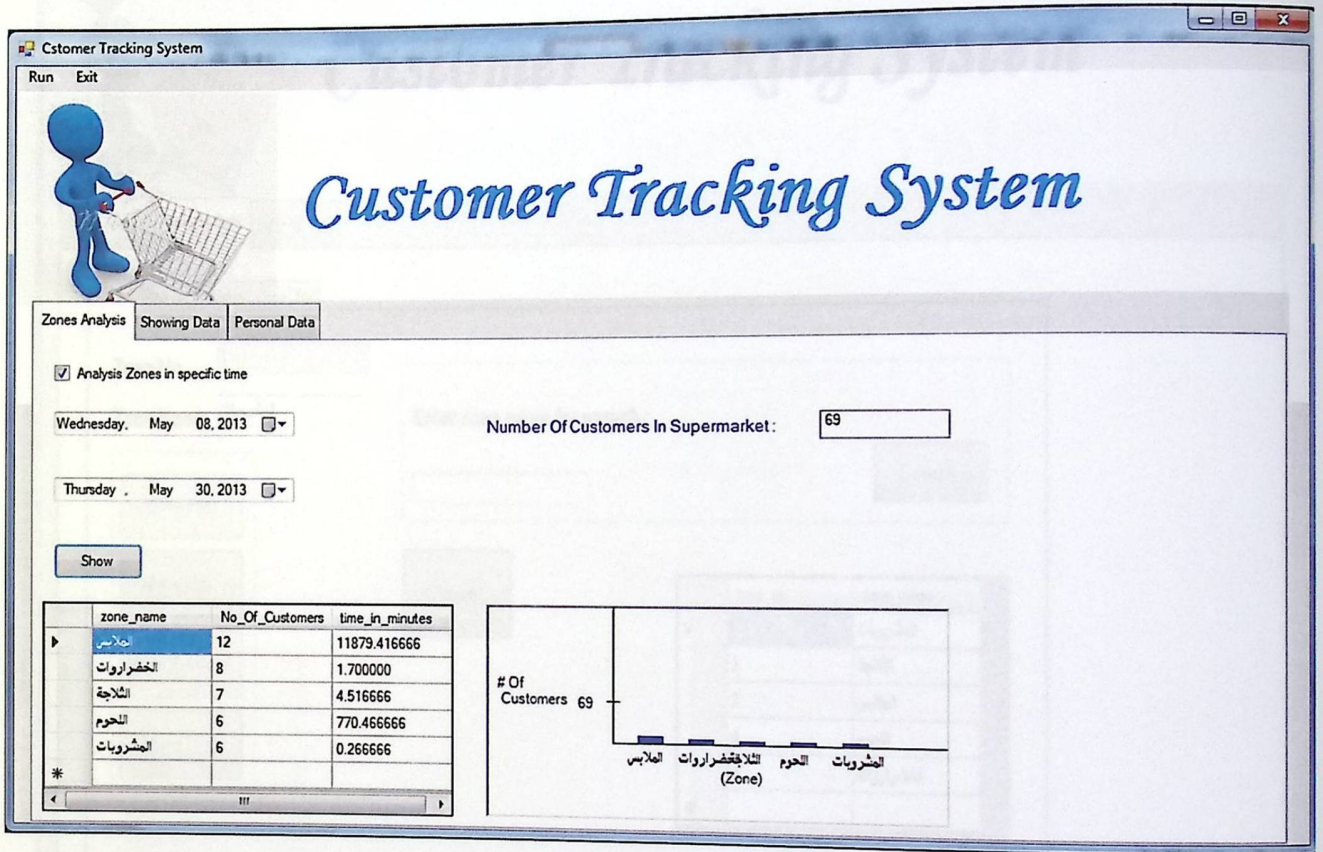 Cstomer Tracking System
Run Exit
Customer Tracking System
Zones Analysis Showing Data Personal Data
Analysis Zones in specific time
Wednesday, May 08, 2013
Number Of Customers In Supermarket : 69
Thursday , May 30, 2013
Show
zone_name No_Of_Customers time_in_minutes
الملابس 12 11879.416666
الخضراروات 8 1.700000
الثلاجة 7 4.516666
اللحوم 6 770.466666
المشروبات 6 0.266666
# Of
Customers 69
الملابس الخضراروات الثلاجة اللحوم المشروبات
(Zone)